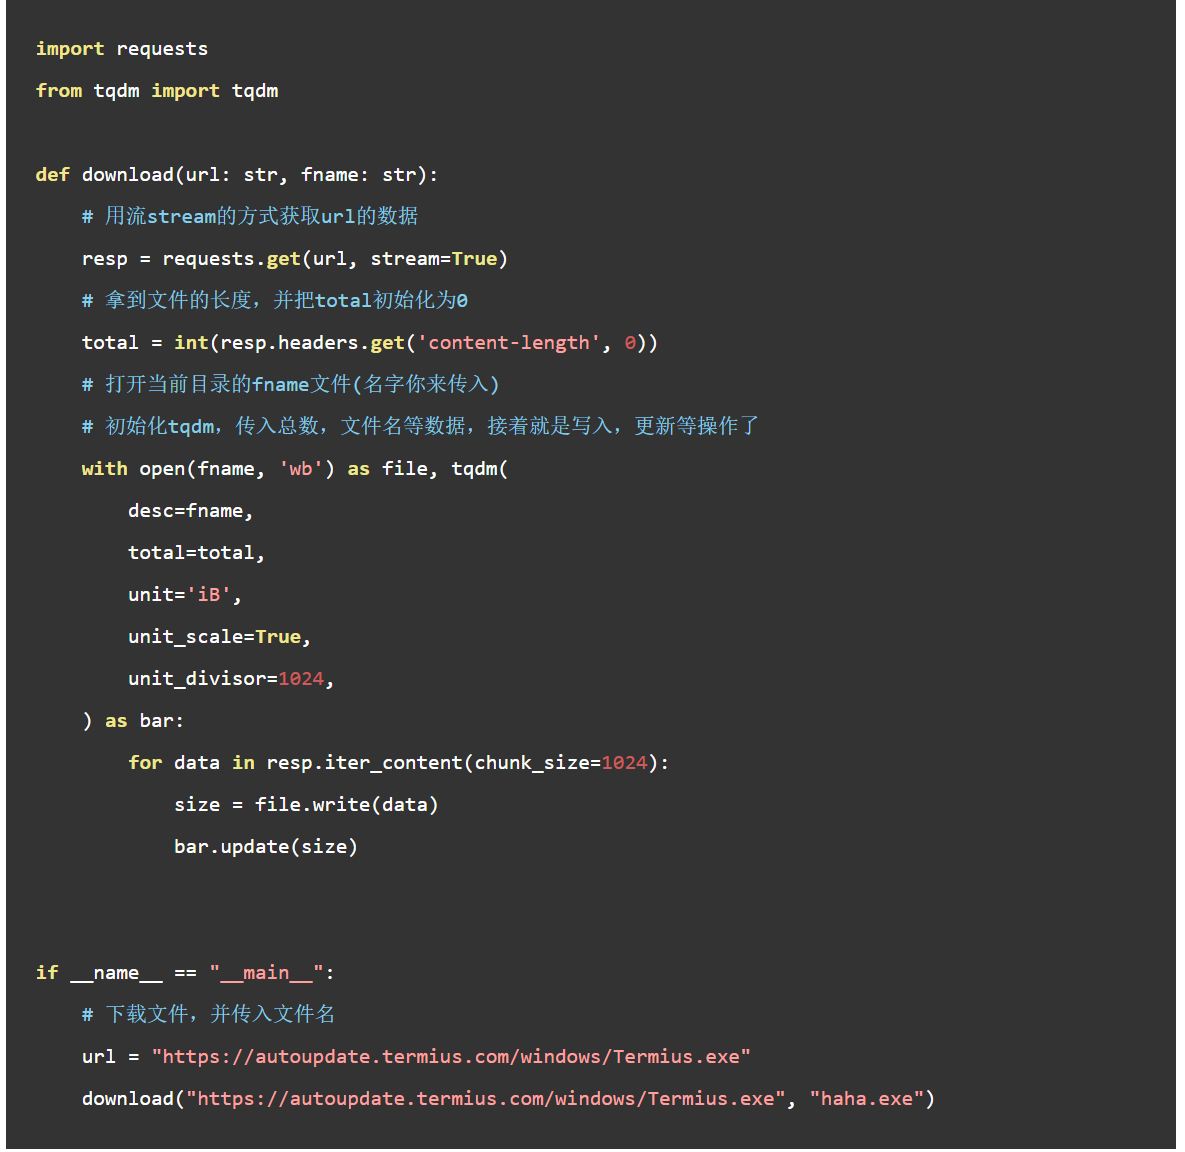 import requests
from tqdm import tqdm
def download(url: str, fname: str):
    # 用流stream的方式获取url的数据
    resp = requests.get(url, stream=True)
    # 拿到文件的长度，并把total初始化为0
    total = int(resp.headers.get('content-length', 0))
    # 打开当前目录的fname文件(名字你来传入)
    # 初始化tqdm，传入总数，文件名等数据，接着就是写入，更新等操作了
    with open(fname, 'wb') as file, tqdm(
        desc=fname,
        total=total,
        unit='iB',
        unit_scale=True,
        unit_divisor=1024,
    ) as bar:
        for data in resp.iter_content(chunk_size=1024):
            size = file.write(data)
            bar.update(size)
if __name__ == "__main__":
    # 下载文件，并传入文件名
    url = "https://autoupdate.termius.com/windows/Termius.exe"
    download("https://autoupdate.termius.com/windows/Termius.exe", "haha.exe")